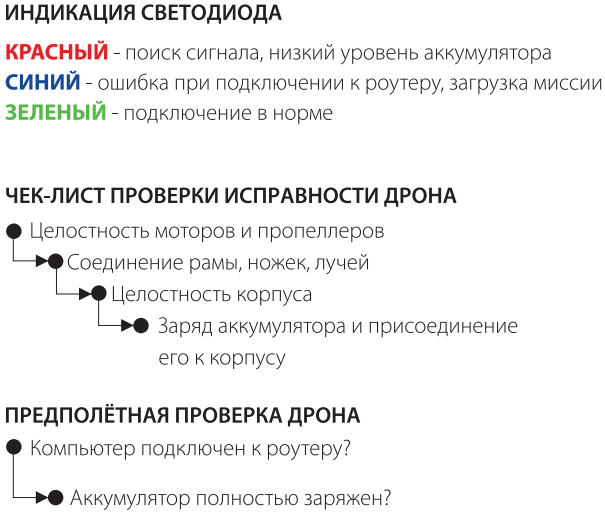 ИНДИКАЦИЯ СВЕТОДИОДА
КРАСНЫЙ - поиск сигнала, низкий уровень аккумулятора
СИНИЙ - ошибка при подключении к роутеру, загрузка миссии
ЗЕЛЕНЫЙ - подключение в норме
ЧЕК-ЛИСТ ПРОВЕРКИ ИСПРАВНОСТИ ДРОНА
Целостность моторов и пропеллеров
Соединение рамы, ножек, лучей
Целостность корпуса
Заряд аккумулятора и присоединение
его к корпусу
ПРЕДПОЛЁТНАЯ ПРОВЕРКА ДРОНА
Компьютер подключен к роутеру?
Аккумулятор полностью заряжен?